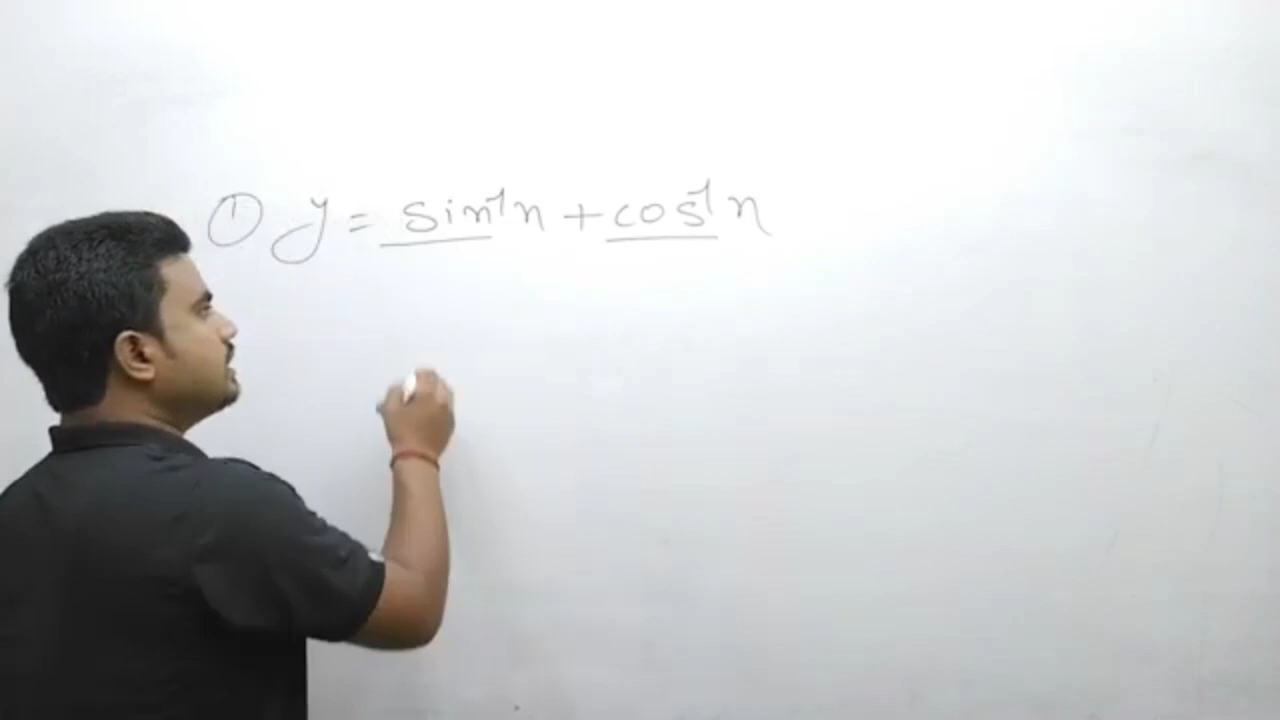 ① y = sin⁻¹x + cos⁻¹x